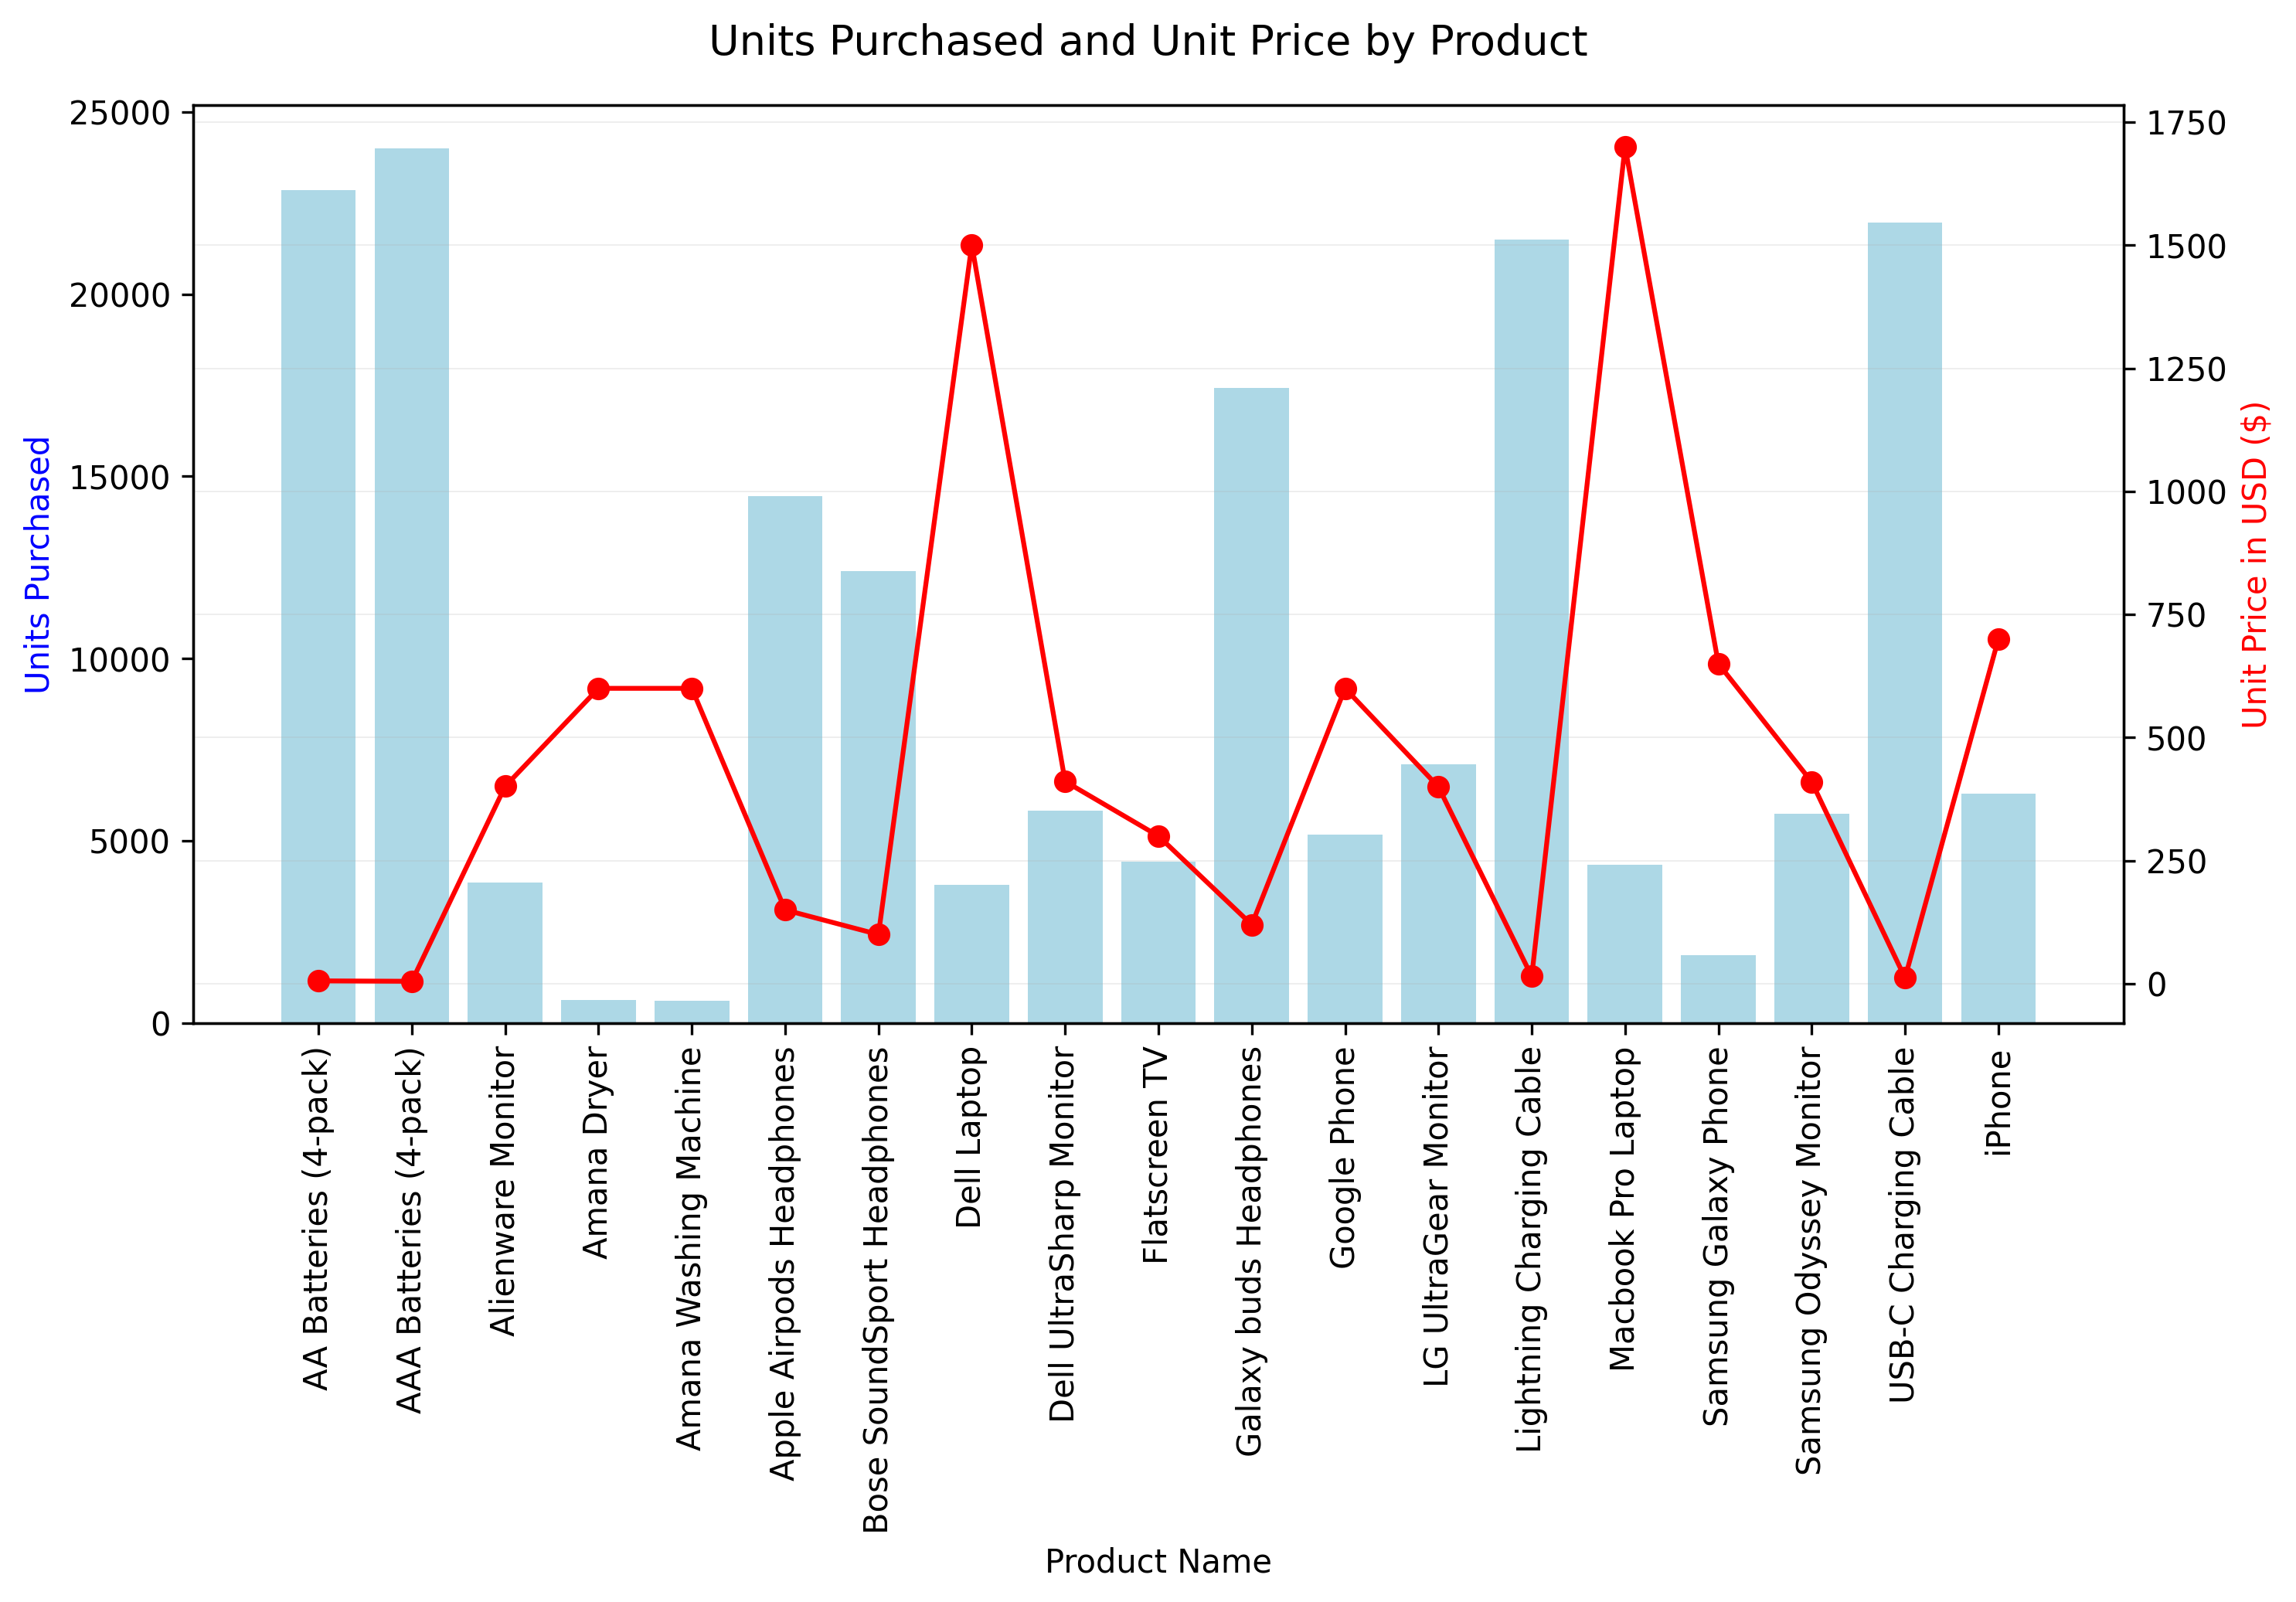 Units Purchased and Unit Price by Product
Units Purchased
25000
20000
15000
10000
5000
0
1750
1500
1250
1000
750
500
250
0
Unit Price in USD ($)
AA Batteries (4-pack)
AAA Batteries (4-pack)
Alienware Monitor
Amana Dryer
Amana Washing Machine
Apple Airpods Headphones
Bose SoundSport Headphones
Dell Laptop
Dell UltraSharp Monitor
Flatscreen TV
Galaxy buds Headphones
Google Phone
LG UltraGear Monitor
Lightning Charging Cable
Macbook Pro Laptop
Samsung Galaxy Phone
Samsung Odyssey Monitor
USB-C Charging Cable
iPhone
Product Name